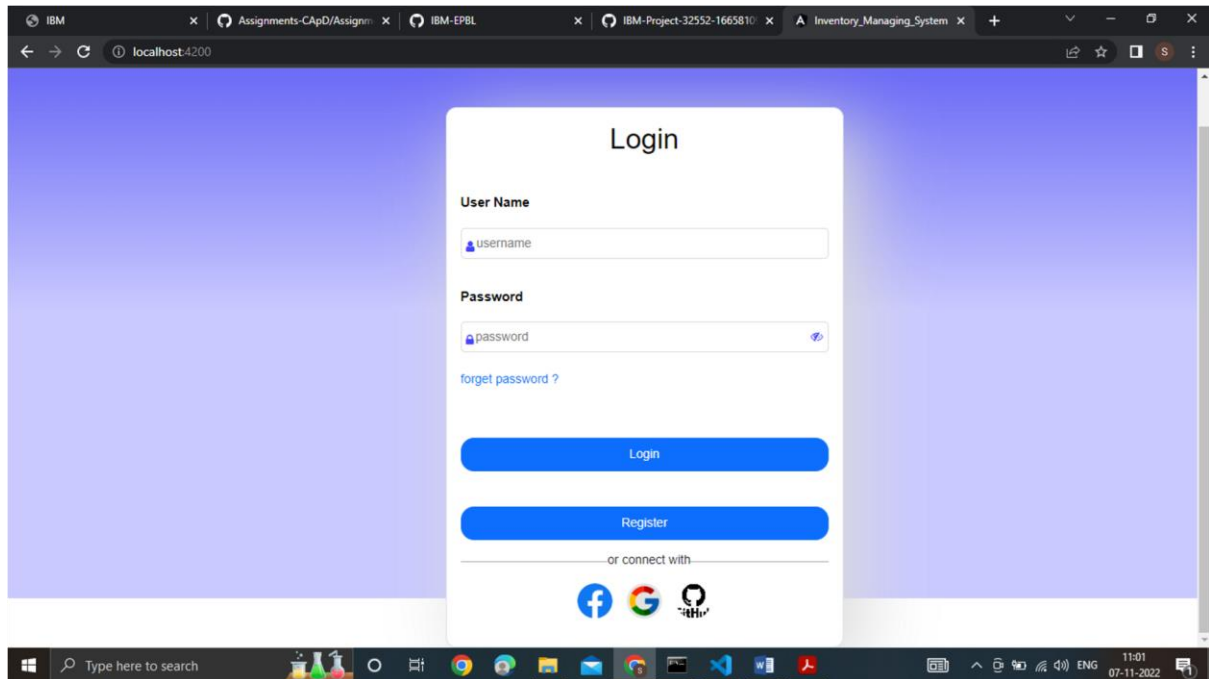 IBM
Assignments-CApD/Assignm
IBM-EPBL
IBM-Project-32552-1665810
Inventory_Managing_System
localhost:4200
S
Login
User Name
username
Password
password
forget password ?
Login
Register
or connect with
Type here to search
ENG
11:01
07-11-2022